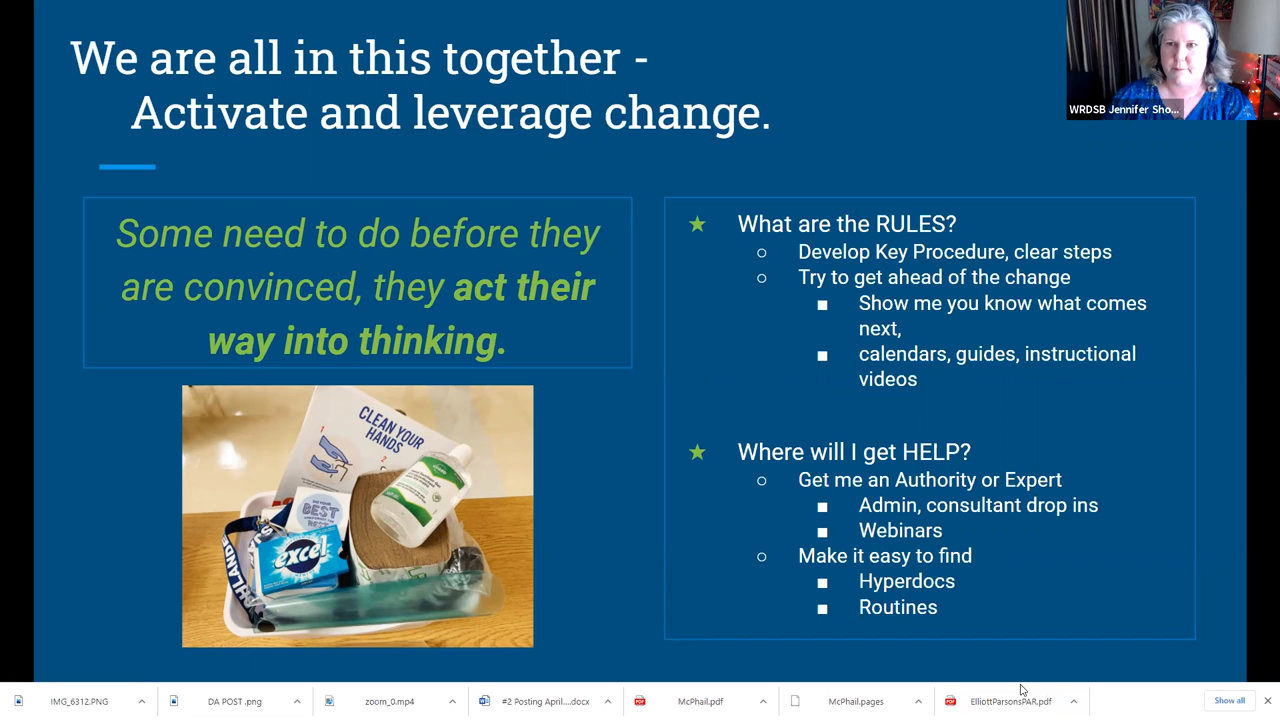 We are all in this together -
Activate and leverage change.
WRDSB Jennifer Sho...
Some need to do before they
are convinced, they act their
way into thinking.
CLEAN YOUR
HANDS
1
2
BEST
excel
★ What are the RULES?
○ Develop Key Procedure, clear steps
○ Try to get ahead of the change
■ Show me you know what comes
next,
■ calendars, guides, instructional
videos
★ Where will I get HELP?
○ Get me an Authority or Expert
■ Admin, consultant drop ins
■ Webinars
○ Make it easy to find
■ Hyperdocs
■ Routines
IMG_6312.PNG
DA POST .png
zoom_0.mp4
#2 Posting April....docx
McPhail.pdf
McPhail.pages
ElliottParsonsPAR.pdf
Show all